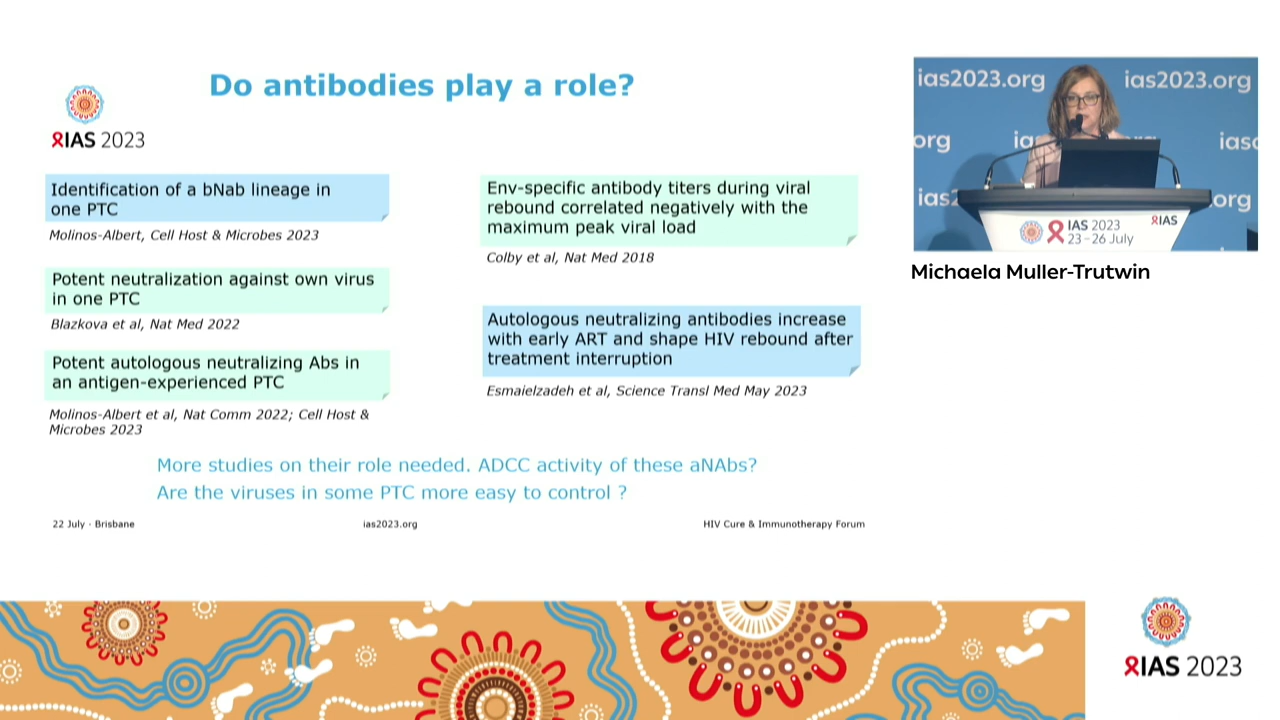 Do antibodies play a role?
IAS 2023
Identification of a bNab lineage in
one PTC
Molinos-Albert, Cell Host & Microbes 2023
Potent neutralization against own virus
in one PTC
Blazkova et al, Nat Med 2022
Potent autologous neutralizing Abs in
an antigen-experienced PTC
Molinos-Albert et al, Nat Comm 2022; Cell Host &
Microbes 2023
Env-specific antibody titers during viral
rebound correlated negatively with the
maximum peak viral load
Colby et al, Nat Med 2018
Autologous neutralizing antibodies increase
with early ART and shape HIV rebound after
treatment interruption
Esmaielzadeh et al, Science Transl Med May 2023
More studies on their role needed. ADCC activity of these aNAbs?
Are the viruses in some PTC more easy to control ?
22 July · Brisbane
ias2023.org
HIV Cure & Immunotherapy Forum
ias2023.org
ias2023.org
org
ia
iasc
ias2
.org
IAS 2023
23–26 July
IAS
Michaela Muller-Trutwin
IAS 2023